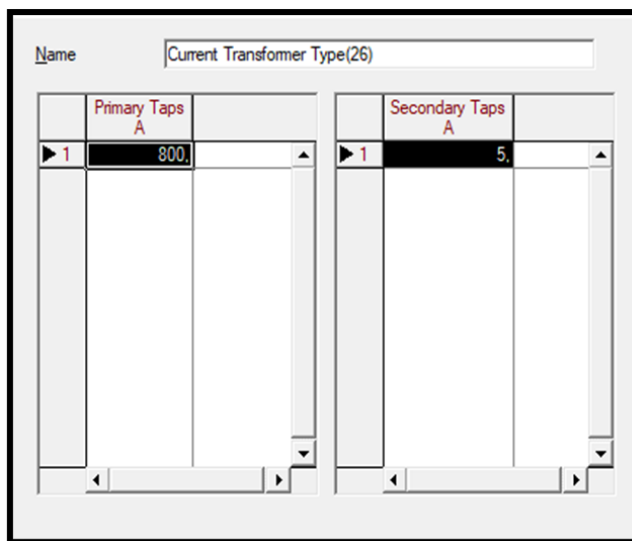 Name Current Transformer Type(26)
Primary Taps
A
1 800.
Secondary Taps
A
1 5.